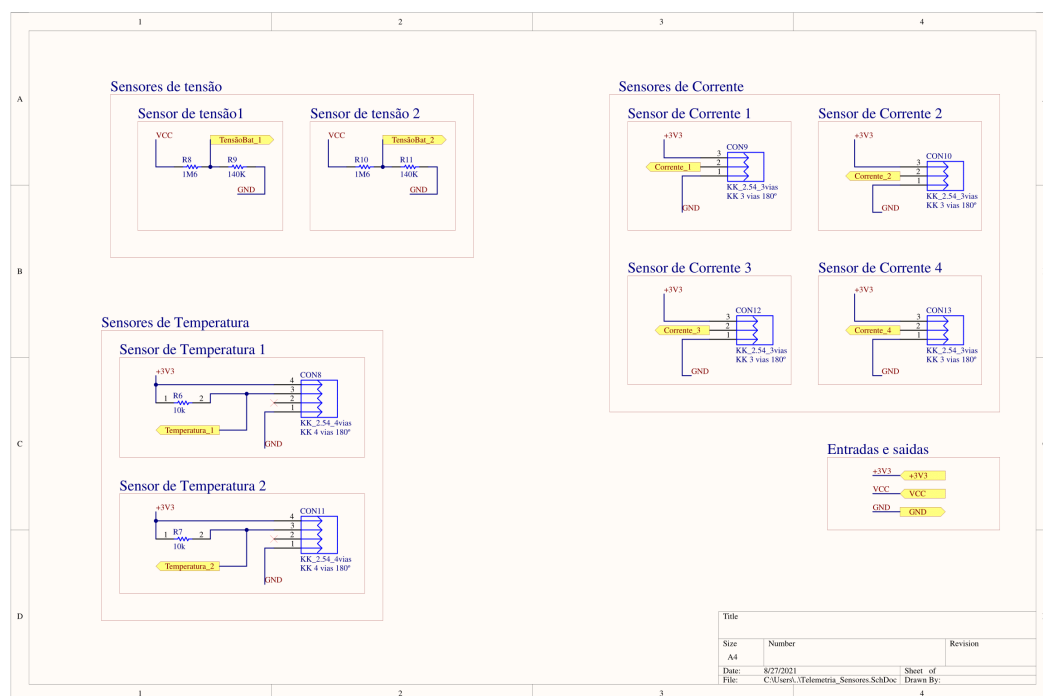 1 2 3 4
A
Sensores de tensão
Sensor de tensão1
VCC
TensãoBat_1
R8
1M6
R9
140K
GND
Sensor de tensão 2
VCC
TensãoBat_2
R10
1M6
R11
140K
GND
Sensores de Corrente
Sensor de Corrente 1
+3V3
CON9
3
Corrente_1
2
1
KK_2.54_3vias
KK 3 vias 180º
GND
Sensor de Corrente 2
+3V3
CON10
3
Corrente_2
2
1
KK_2.54_3vias
KK 3 vias 180º
GND
B
Sensor de Corrente 3
+3V3
CON12
3
Corrente_3
2
1
KK_2.54_3vias
KK 3 vias 180º
GND
Sensor de Corrente 4
+3V3
CON13
3
Corrente_4
2
1
KK_2.54_3vias
KK 3 vias 180º
GND
Sensores de Temperatura
Sensor de Temperatura 1
+3V3
CON8
4
3
2
1
1 R6 2
10k
Temperatura_1
KK_2.54_4vias
KK 4 vias 180º
GND
C
Sensor de Temperatura 2
+3V3
CON11
4
3
2
1
1 R7 2
10k
Temperatura_2
KK_2.54_4vias
KK 4 vias 180º
GND
Entradas e saidas
+3V3 +3V3
VCC VCC
GND GND
D
Title
Size Number Revision
A4
Date: 8/27/2021 Sheet of
File: C:\Users\..\Telemetria_Sensores.SchDoc Drawn By:
1 2 3 4